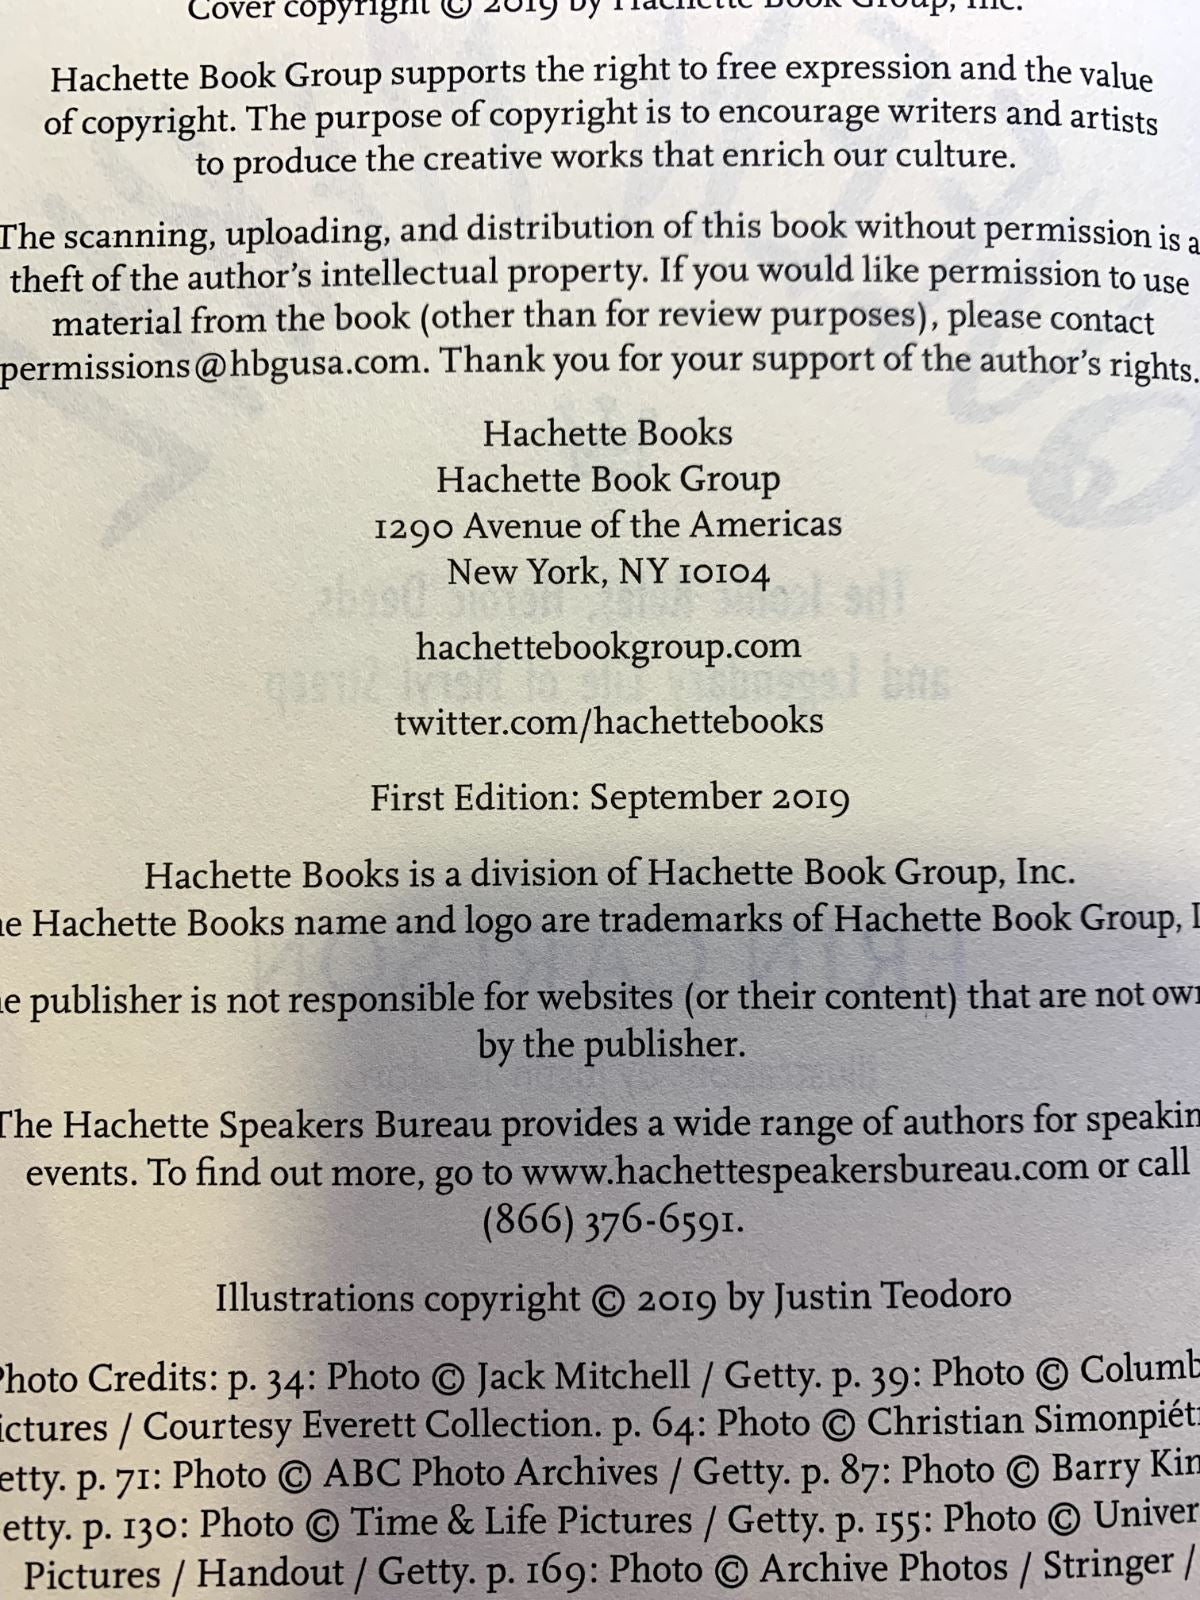 Cover copyright © 2019 by Hachette Book Group, Inc.
Hachette Book Group supports the right to free expression and the value
of copyright. The purpose of copyright is to encourage writers and artists
to produce the creative works that enrich our culture.
The scanning, uploading, and distribution of this book without permission is a
theft of the author's intellectual property. If you would like permission to use
material from the book (other than for review purposes), please contact
permissions@hbgusa.com. Thank you for your support of the author's rights.
Hachette Books
Hachette Book Group
1290 Avenue of the Americas
New York, NY 10104
hachettebookgroup.com
twitter.com/hachettebooks
First Edition: September 2019
Hachette Books is a division of Hachette Book Group, Inc.
Hachette Books name and logo are trademarks of Hachette Book Group,
publisher is not responsible for websites (or their content) that are not
by the publisher.
The Hachette Speakers Bureau provides a wide range of authors for
events. To find out more, go to www.hachettespeakersbureau.com or call
(866) 376-6591.
Illustrations copyright © 2019 by Justin Teodoro
Photo Credits: p. 34: Photo © Jack Mitchell / Getty. p. 39: Photo ©
/ Courtesy Everett Collection. p. 64: Photo © Christian
p. 71: Photo © ABC Photo Archives / Getty. p. 87: Photo © Barry
p. 130: Photo © Time & Life Pictures / Getty. p. 155: Photo ©
Pictures / Handout / Getty. p. 169: Photo © Archive Photos / Stringer /